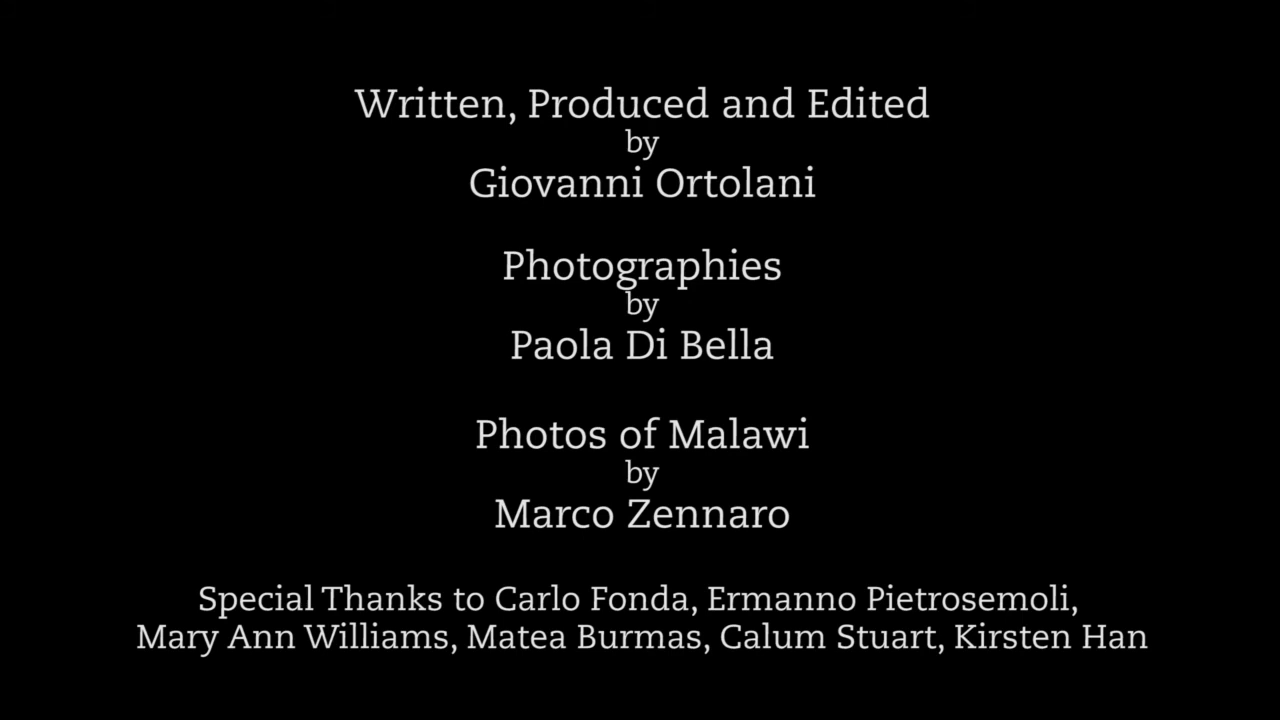 Written, Produced and Edited
by
Giovanni Ortolani
Photographies
by
Paola Di Bella
Photos of Malawi
by
Marco Zennaro
Special Thanks to Carlo Fonda, Ermanno Pietrosemoli,
Mary Ann Williams, Matea Burmas, Calum Stuart, Kirsten Han